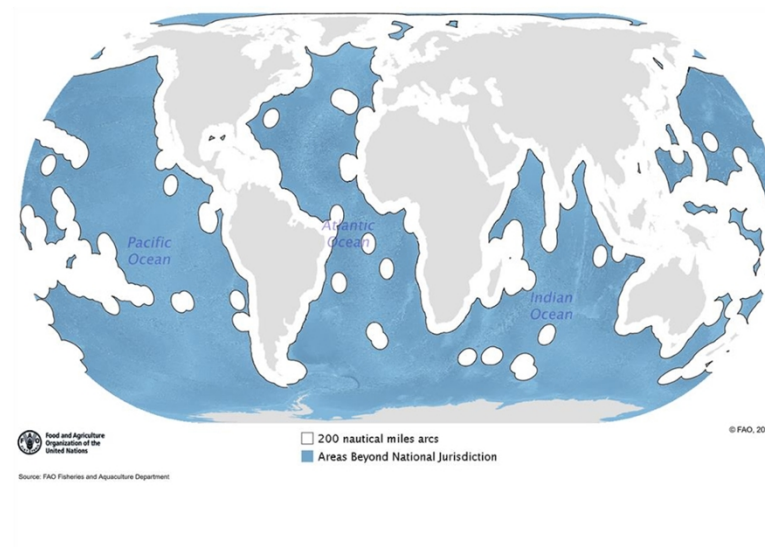 Atlantic
Ocean
Pacific
Ocean
Indian
Ocean
© FAO, 20
Food and Agriculture
Organization of the
United Nations
200 nautical miles arcs
Areas Beyond National Jurisdiction
Source: FAO Fisheries and Aquaculture Department